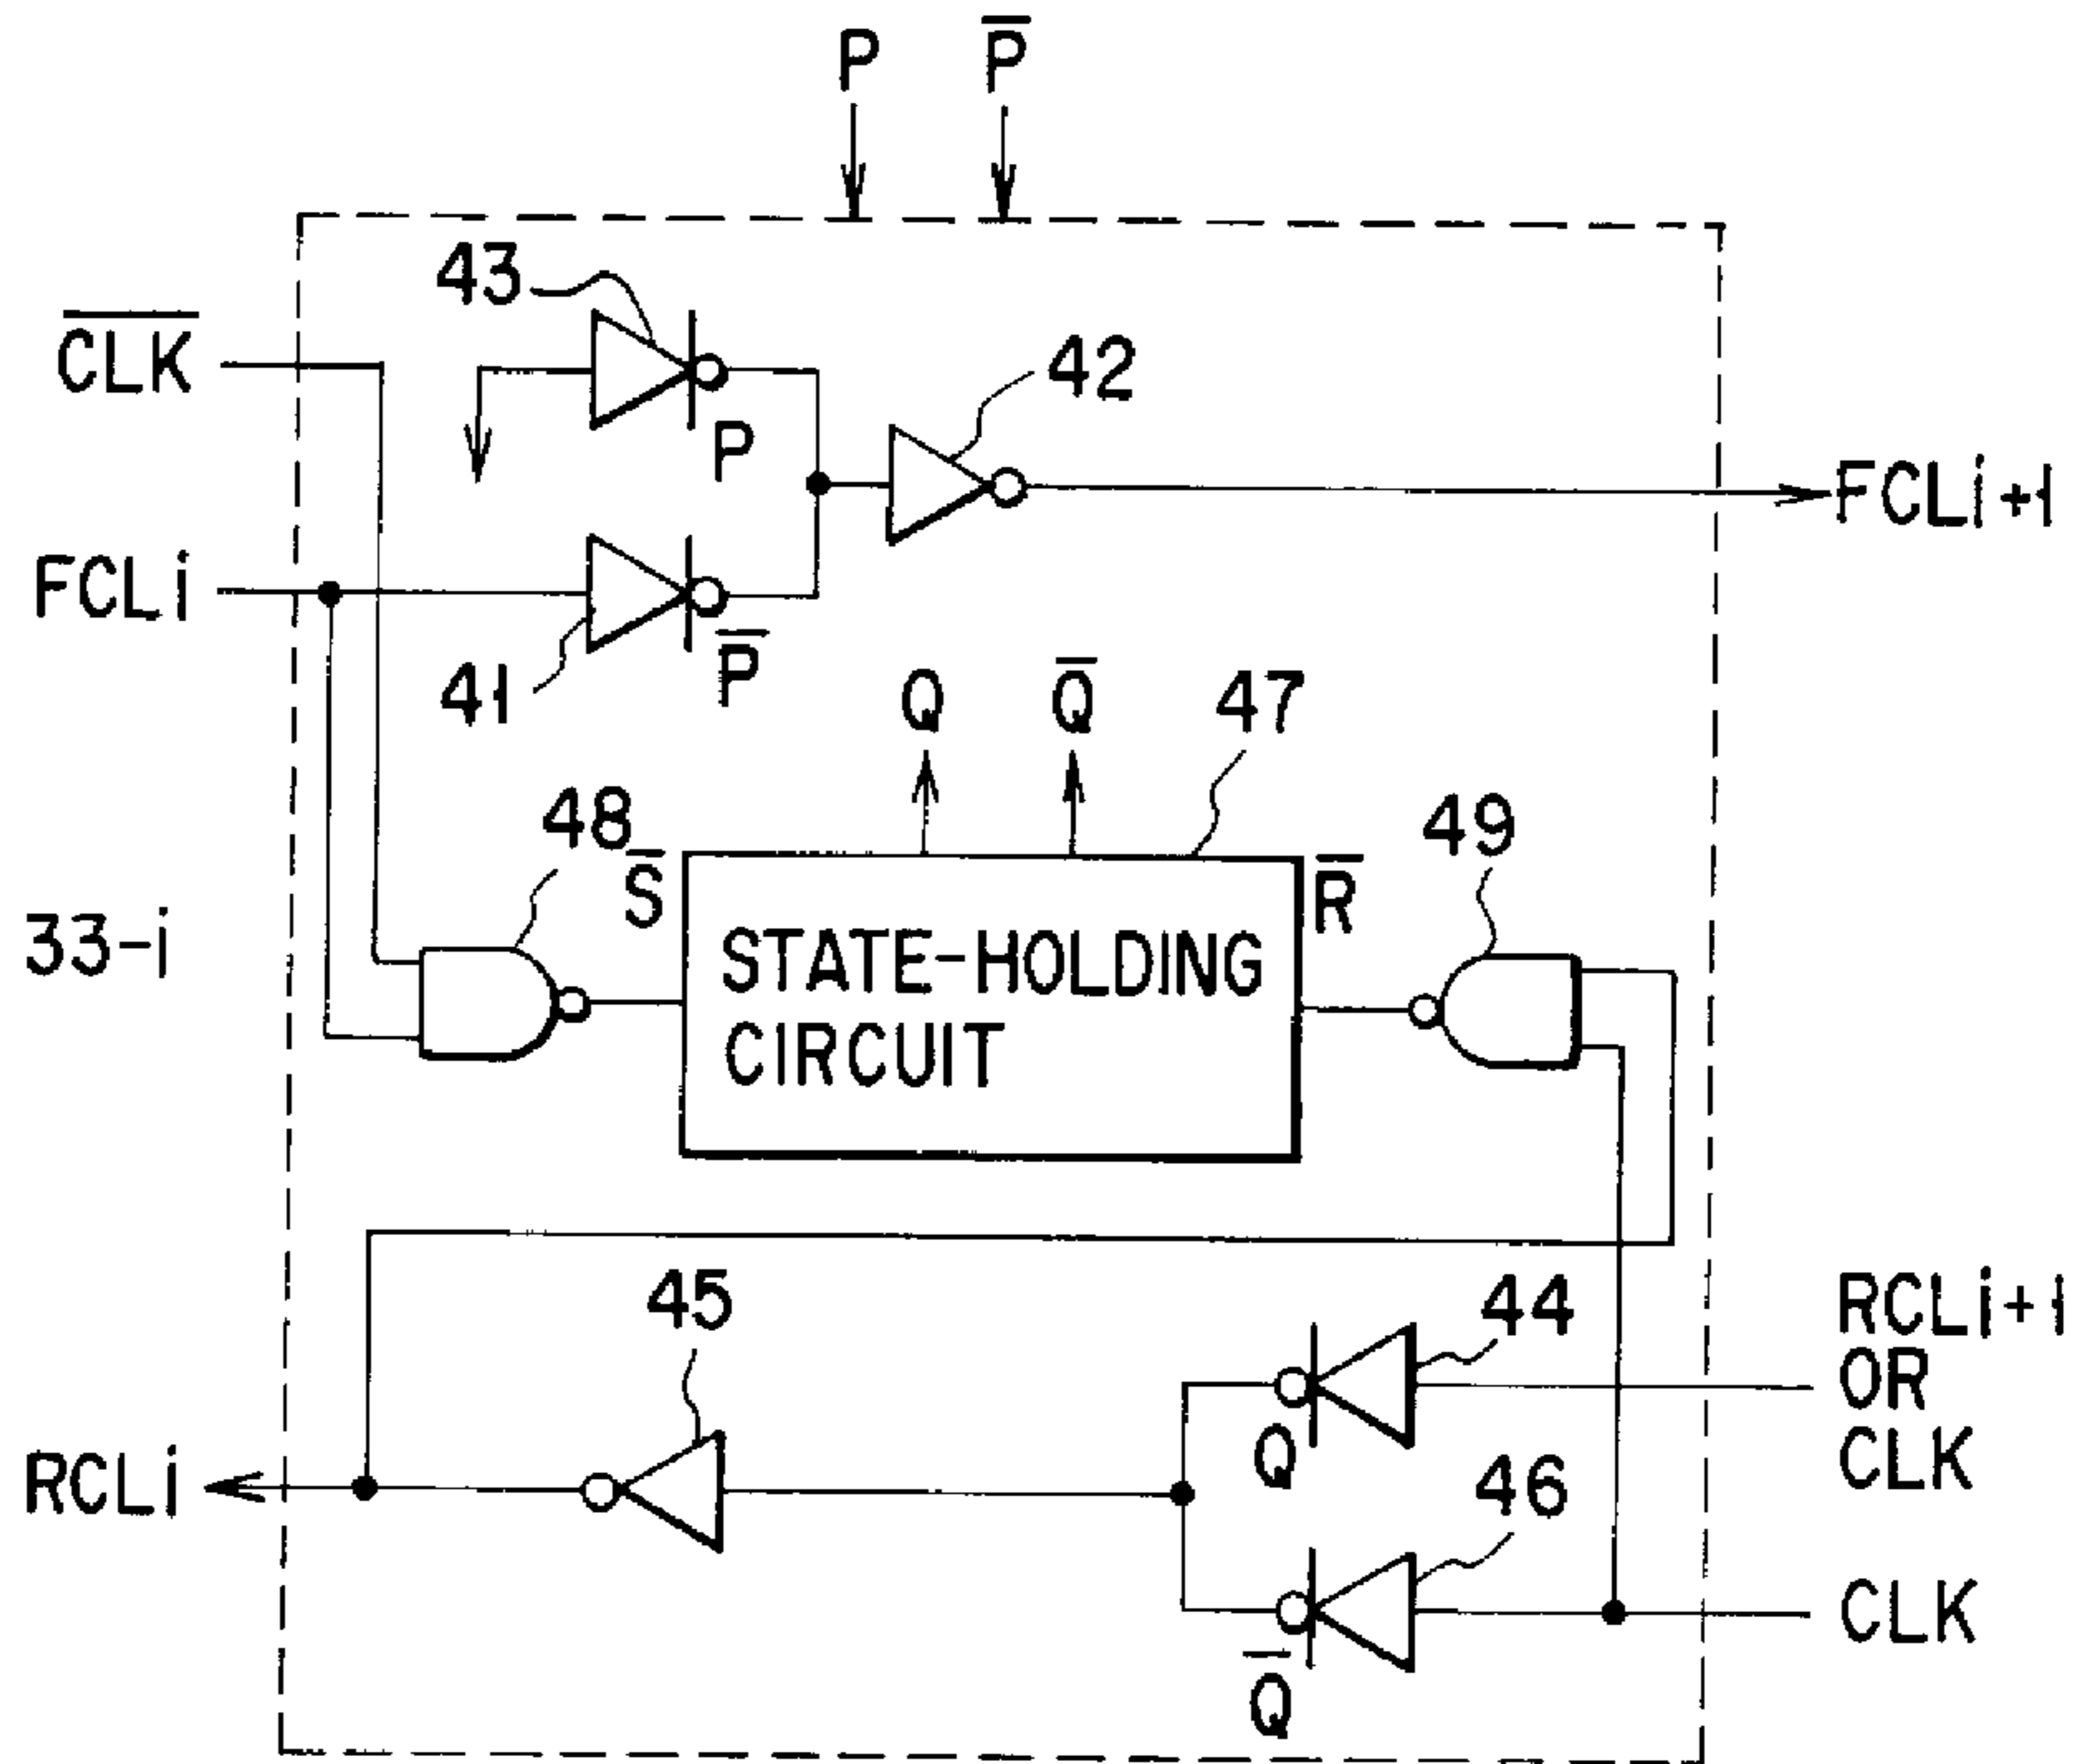 P P̅
43
C̅L̅K̅
42
P
FCLi+1
FCLi
41
P̅
Q Q̅ 47
48
49
S̅
R̅
33-i
STATE-HOLDING
CIRCUIT
45
44
RCLi+1
OR
CLK
Q
RCLi
46
CLK
Q̅